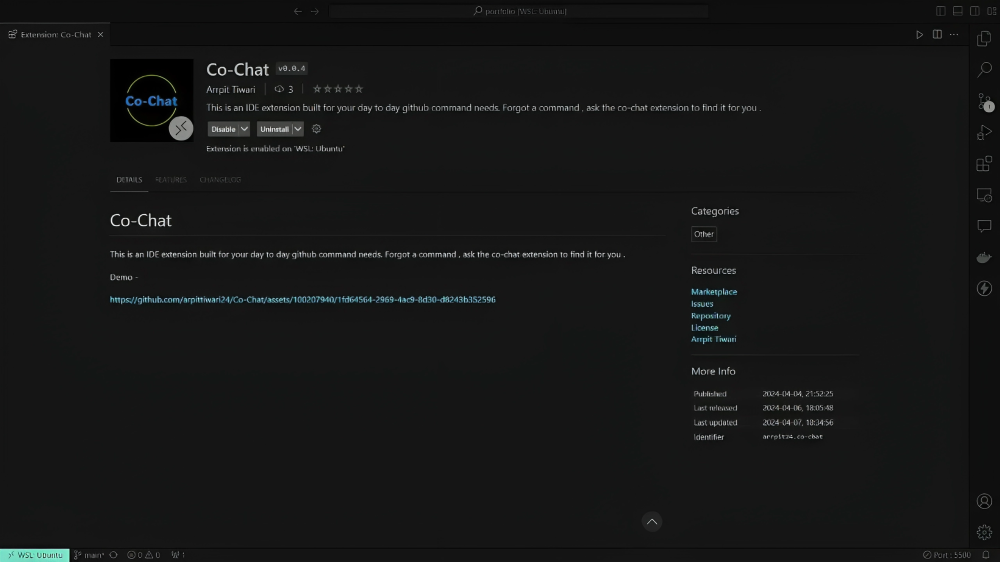 portfolio [WSL: Ubuntu]
Extension: Co-Chat
Co-Chat
Co-Chat v0.0.4
Arrpit Tiwari 3
This is an IDE extension built for your day to day github command needs. Forgot a command , ask the co-chat extension to find it for you .
Disable Uninstall
Extension is enabled on 'WSL: Ubuntu'
DETAILS FEATURES CHANGELOG
Co-Chat
This is an IDE extension built for your day to day github command needs. Forgot a command , ask the co-chat extension to find it for you .
Demo -
https://github.com/arpittiwari24/Co-Chat/assets/100207940/1fd64564-2969-4ac9-8d30-d8243b352596
Categories
Other
Resources
Marketplace
Issues
Repository
License
Arrpit Tiwari
More Info
Published 2024-04-04, 21:52:25
Last released 2024-04-06, 18:05:48
Last updated 2024-04-07, 18:34:56
Identifier arrpit24.co-chat
1
WSL: Ubuntu main* 0 0 1 Port : 5500